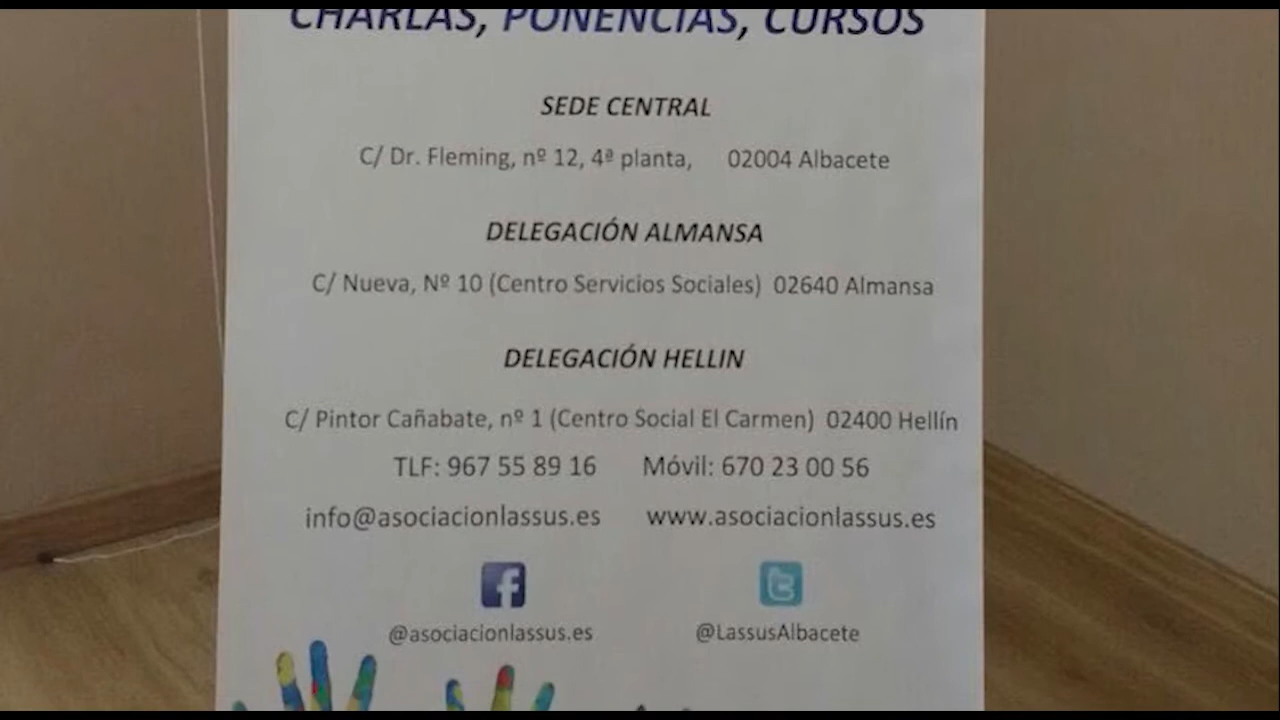 CHARLAS, PONENCIAS, CURSOS
SEDE CENTRAL
C/ Dr. Fleming, nº 12, 4ª planta, 02004 Albacete
DELEGACIÓN ALMANSA
C/ Nueva, Nº 10 (Centro Servicios Sociales) 02640 Almansa
DELEGACIÓN HELLIN
C/ Pintor Cañabate, nº 1 (Centro Social El Carmen) 02400 Hellín
TLF: 967 55 89 16 Móvil: 670 23 00 56
info@asociacionlassus.es www.asociacionlassus.es
@asociacionlassus.es @LassusAlbacete